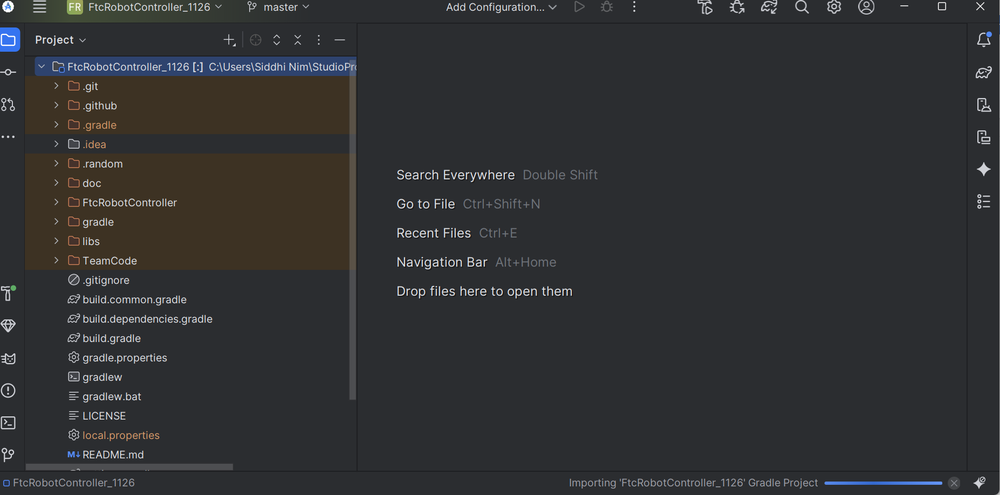 FR FtcRobotController_1126 master Add Configuration...
Project
FtcRobotController_1126 [:] C:\Users\Siddhi Nim\StudioPro
.git
.github
.gradle
.idea
.random
doc
FtcRobotController
gradle
libs
TeamCode
.gitignore
build.common.gradle
build.dependencies.gradle
build.gradle
gradle.properties
gradlew
gradlew.bat
LICENSE
local.properties
M↓ README.md
Search Everywhere Double Shift
Go to File Ctrl+Shift+N
Recent Files Ctrl+E
Navigation Bar Alt+Home
Drop files here to open them
FtcRobotController_1126 Importing 'FtcRobotController_1126' Gradle Project